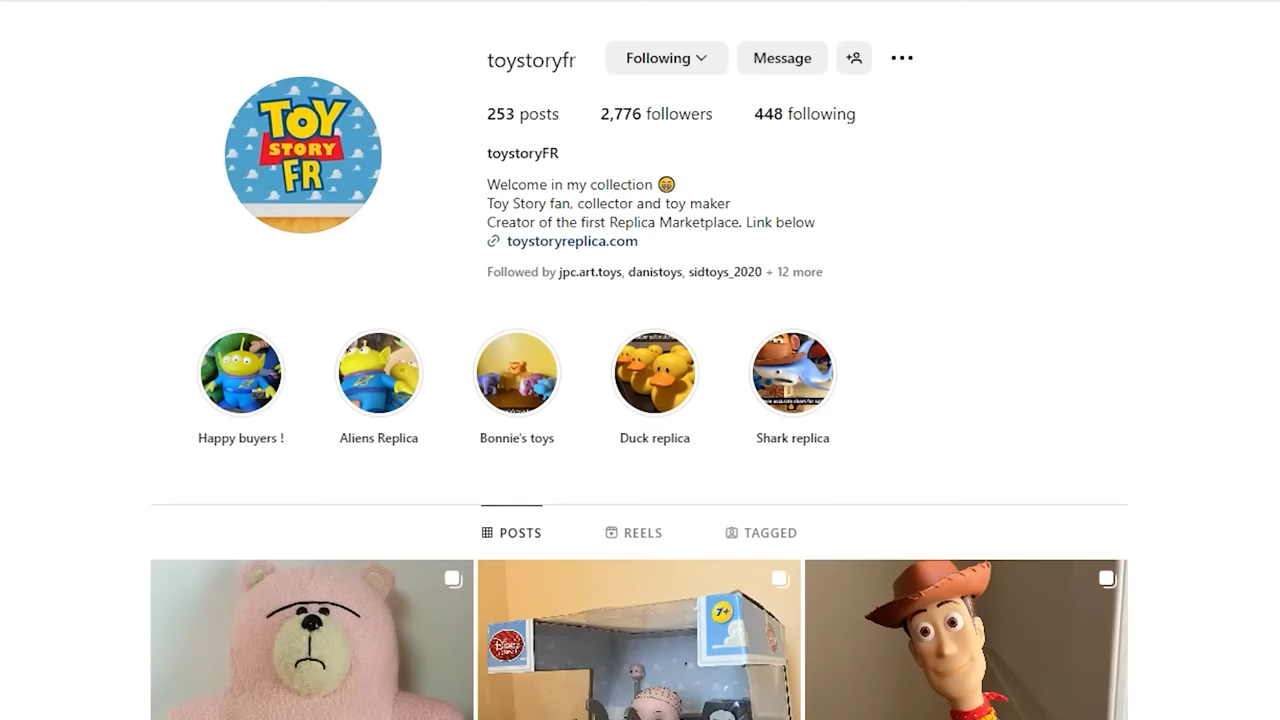 toystoryfr Following Message
TOY
STORY
FR
253 posts 2,776 followers 448 following
toystoryFR
Welcome in my collection 😁
Toy Story fan, collector and toy maker
Creator of the first Replica Marketplace. Link below
toystoryreplica.com
Followed by jpc.art.toys, danistoys, sidtoys_2020 + 12 more
Happy buyers ! Aliens Replica Bonnie's toys Duck replica Shark replica
POSTS REELS TAGGED
7+
Disney